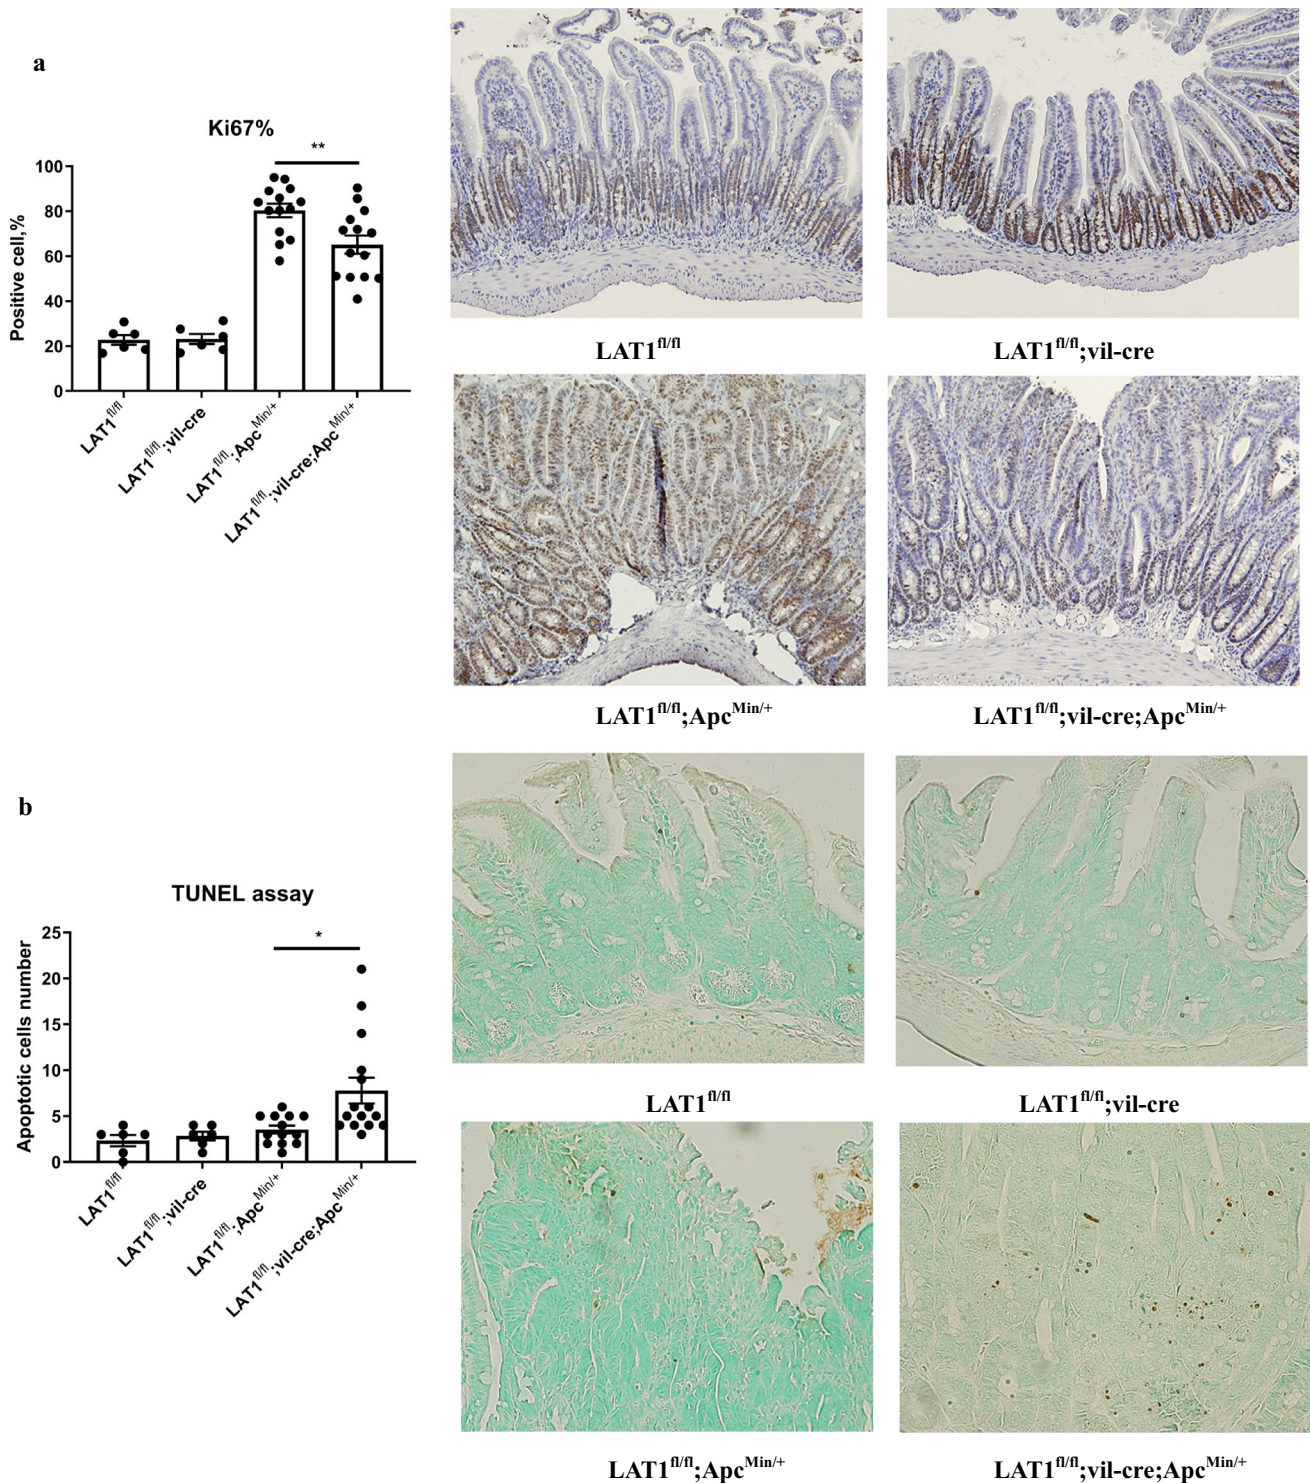 a
Ki67%
**
Positive cell,%
100
80
60
40
20
0
LAT1fl/fl
LAT1fl/fl;vil-cre
LAT1fl/fl;ApcMin/+
LAT1fl/fl;vil-cre;ApcMin/+
LAT1fl/fl
LAT1fl/fl;vil-cre
LAT1fl/fl;ApcMin/+
LAT1fl/fl;vil-cre;ApcMin/+
b
TUNEL assay
*
Apoptotic cells number
25
20
15
10
5
0
LAT1fl/fl
LAT1fl/fl;vil-cre
LAT1fl/fl;ApcMin/+
LAT1fl/fl;vil-cre;ApcMin/+
LAT1fl/fl
LAT1fl/fl;vil-cre
LAT1fl/fl;ApcMin/+
LAT1fl/fl;vil-cre;ApcMin/+